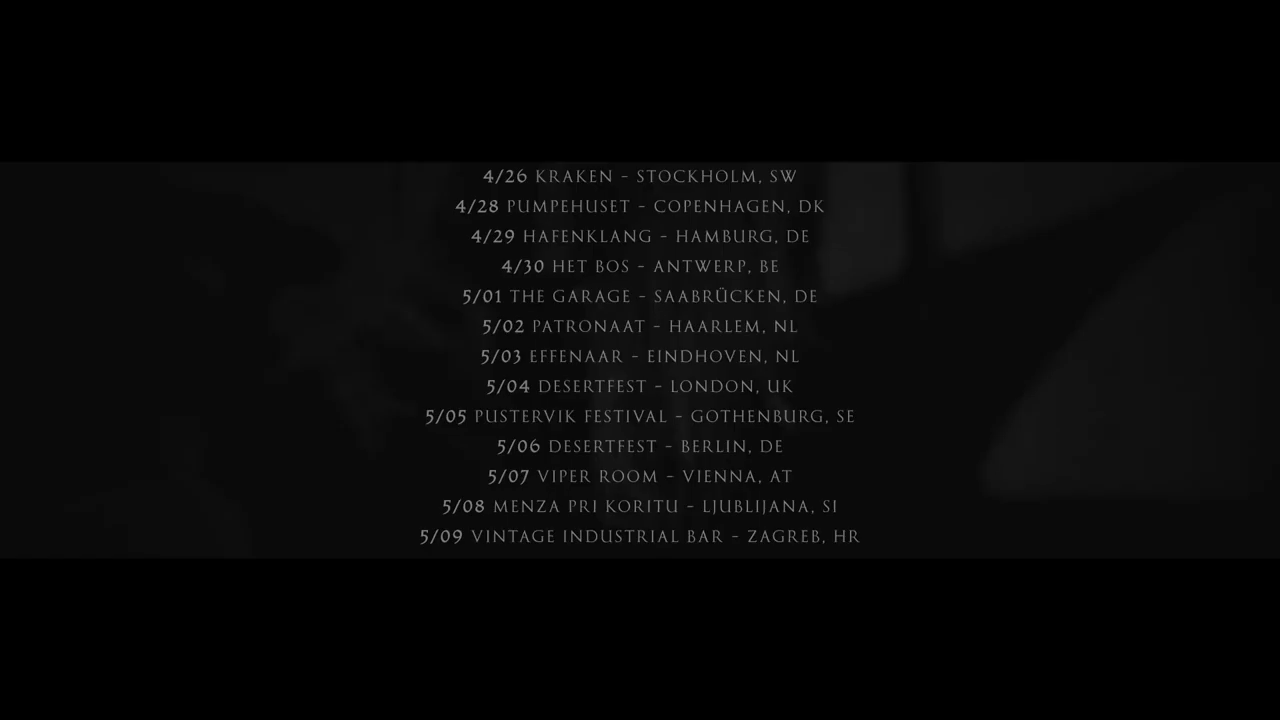 4/26 KRAKEN - STOCKHOLM, SW
4/28 PUMPEHUSET - COPENHAGEN, DK
4/29 HAFENKLANG - HAMBURG, DE
4/30 HET BOS - ANTWERP, BE
5/01 THE GARAGE - SAABRÜCKEN, DE
5/02 PATRONAAT - HAARLEM, NL
5/03 EFFENAAR - EINDHOVEN, NL
5/04 DESERTFEST - LONDON, UK
5/05 PUSTERVIK FESTIVAL - GOTHENBURG, SE
5/06 DESERTFEST - BERLIN, DE
5/07 VIPER ROOM - VIENNA, AT
5/08 MENZA PRI KORITU - LJUBLIJANA, SI
5/09 VINTAGE INDUSTRIAL BAR - ZAGREB, HR